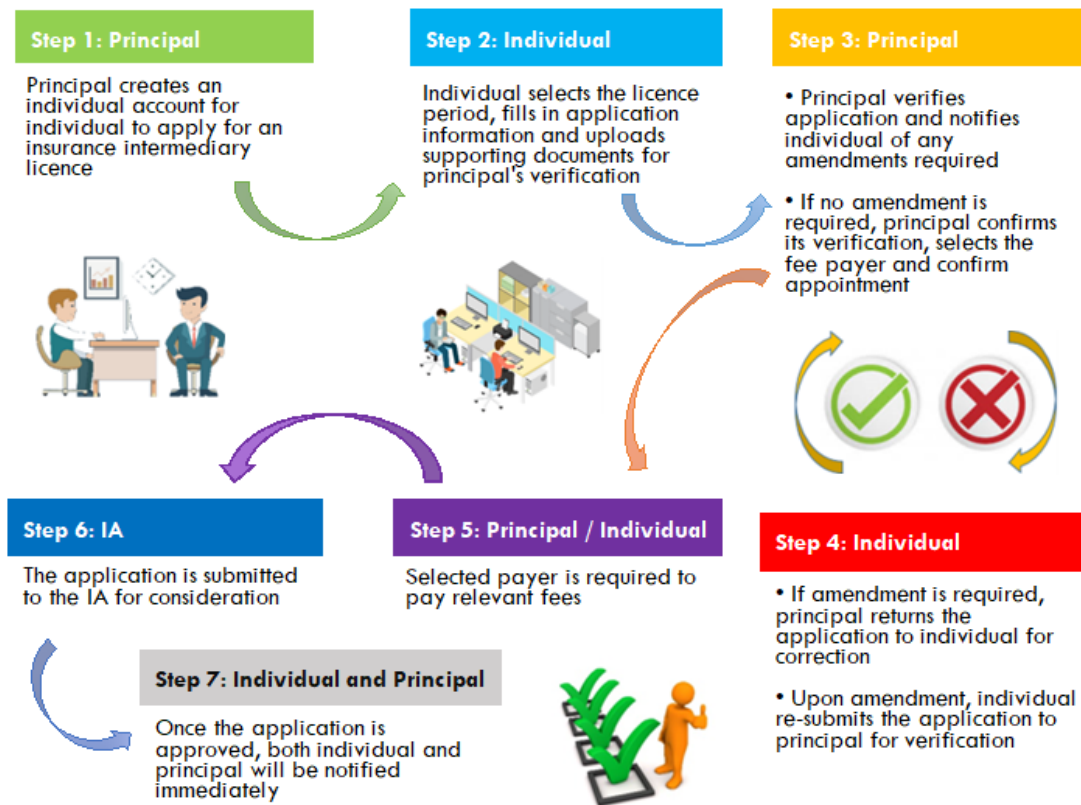 Step 1: Principal
Principal creates an
individual account for
individual to apply for an
insurance intermediary
licence
Step 2: Individual
Individual selects the licence
period, fills in application
information and uploads
supporting documents for
principal's verification
Step 3: Principal
• Principal verifies
application and notifies
individual of any
amendments required
• If no amendment is
required, principal confirms
its verification, selects the
fee payer and confirm
appointment
Step 4: Individual
• If amendment is required,
principal returns the
application to individual for
correction
• Upon amendment, individual
re-submits the application to
principal for verification
Step 5: Principal / Individual
Selected payer is required to
pay relevant fees
Step 6: IA
The application is submitted
to the IA for consideration
Step 7: Individual and Principal
Once the application is
approved, both individual and
principal will be notified
immediately